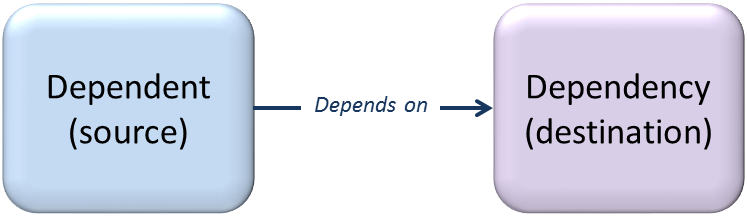 Dependent
(source)
Depends on
Dependency
(destination)